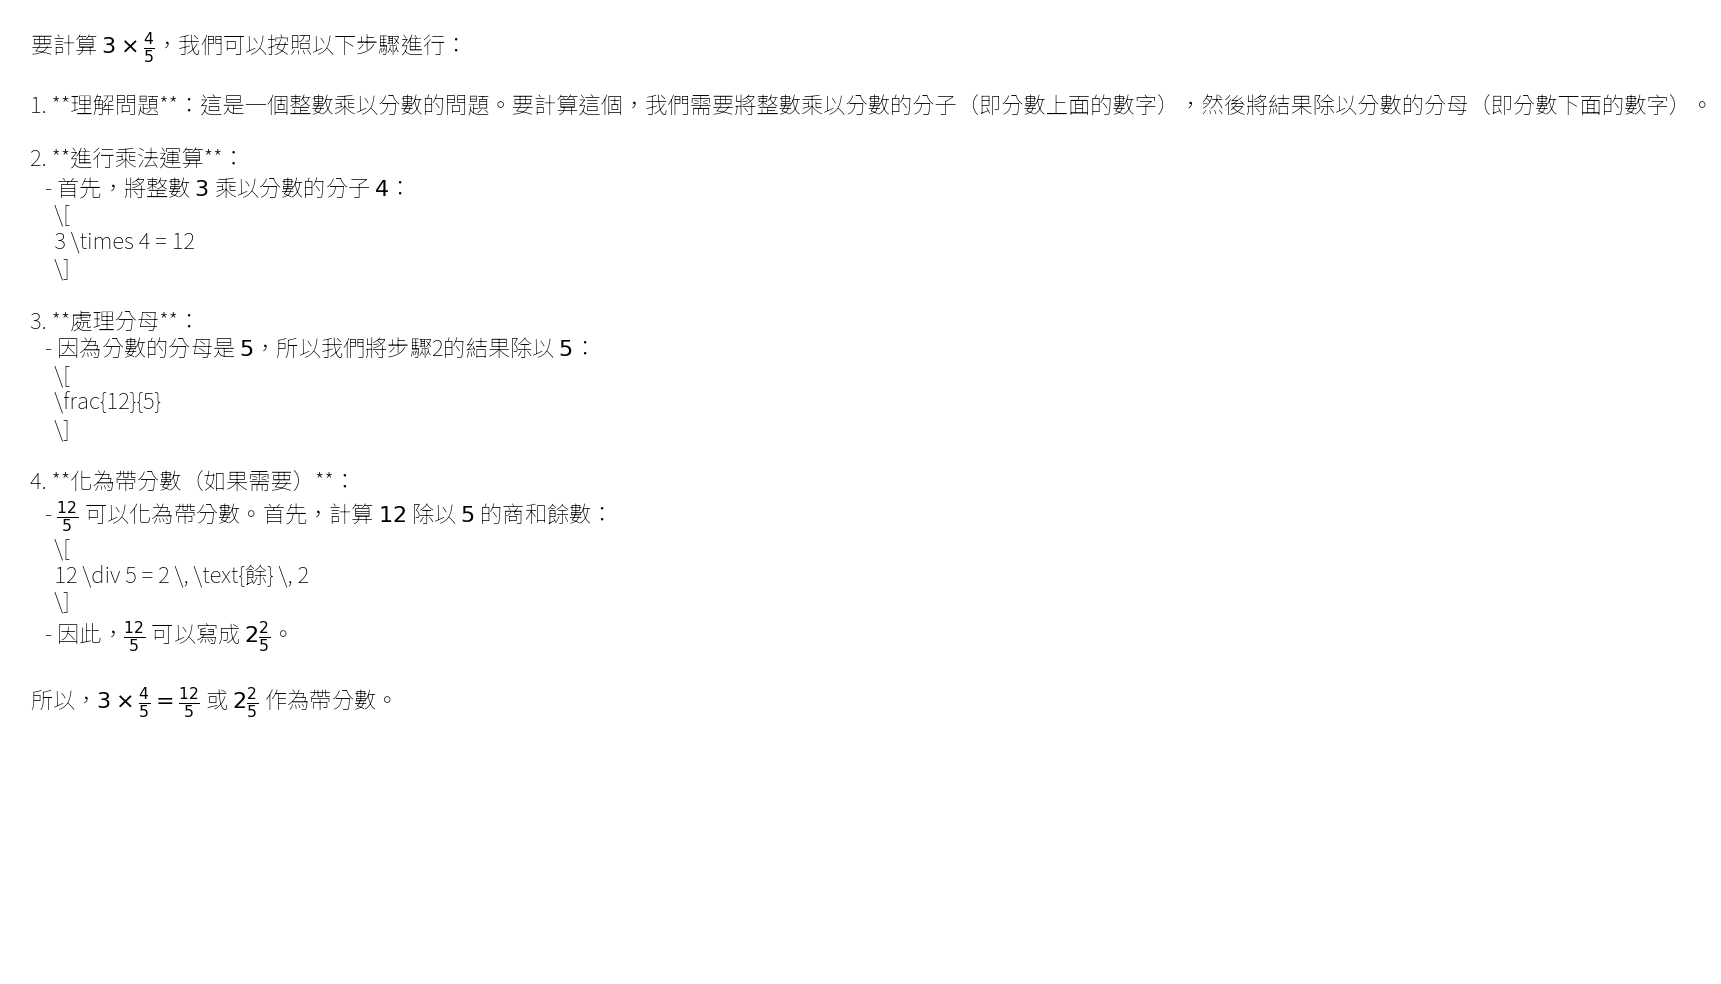 要計算 3 × 4/5，我們可以按照以下步驟進行：
1. **理解問題**：這是一個整數乘以分數的問題。要計算這個，我們需要將整數乘以分數的分子（即分數上面的數字），然後將結果除以分數的分母（即分數下面的數字）。
2. **進行乘法運算**：
- 首先，將整數 3 乘以分數的分子 4：
\[
3 \times 4 = 12
\]
3. **處理分母**：
- 因為分數的分母是 5，所以我們將步驟2的結果除以 5：
\[
\frac{12}{5}
\]
4. **化為帶分數（如果需要）**：
- 12/5 可以化為帶分數。首先，計算 12 除以 5 的商和餘數：
\[
12 \div 5 = 2 \, \text{餘} \, 2
\]
- 因此，12/5 可以寫成 2 2/5。
所以，3 × 4/5 = 12/5 或 2 2/5 作為帶分數。